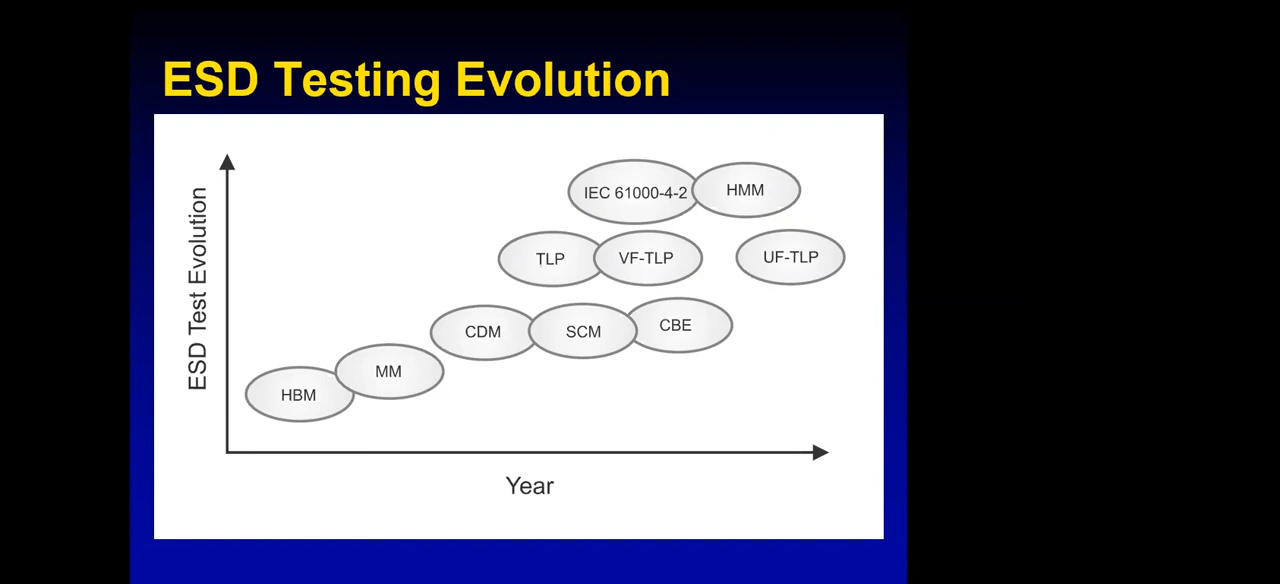 ESD Testing Evolution
ESD Test Evolution
IEC 61000-4-2
HMM
TLP
VF-TLP
UF-TLP
CDM
SCM
CBE
HBM
MM
Year